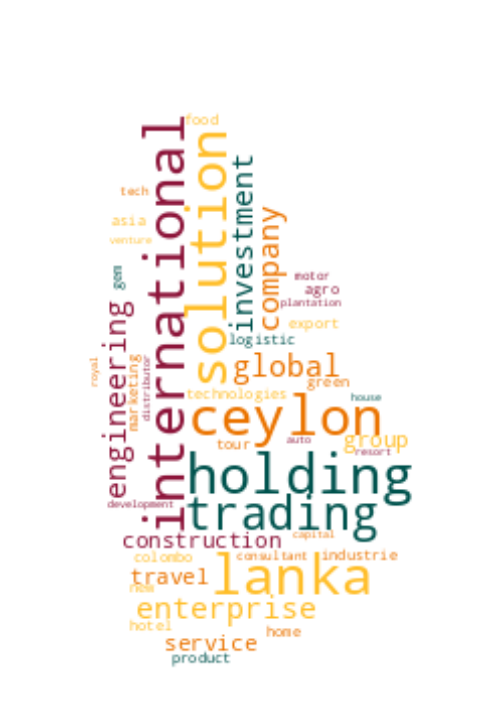 food
international
solution
investment
tech
company
asia
venture
gem
motor
agro
plantation
engineering
export
logistic
royal
marketing
distributor
global
green
technologies
house
ceylon
tour
auto
group
resort
holding
development
trading
construction
capital
colombo
consultant
industrie
travel
lanka
new
enterprise
hotel
home
service
product